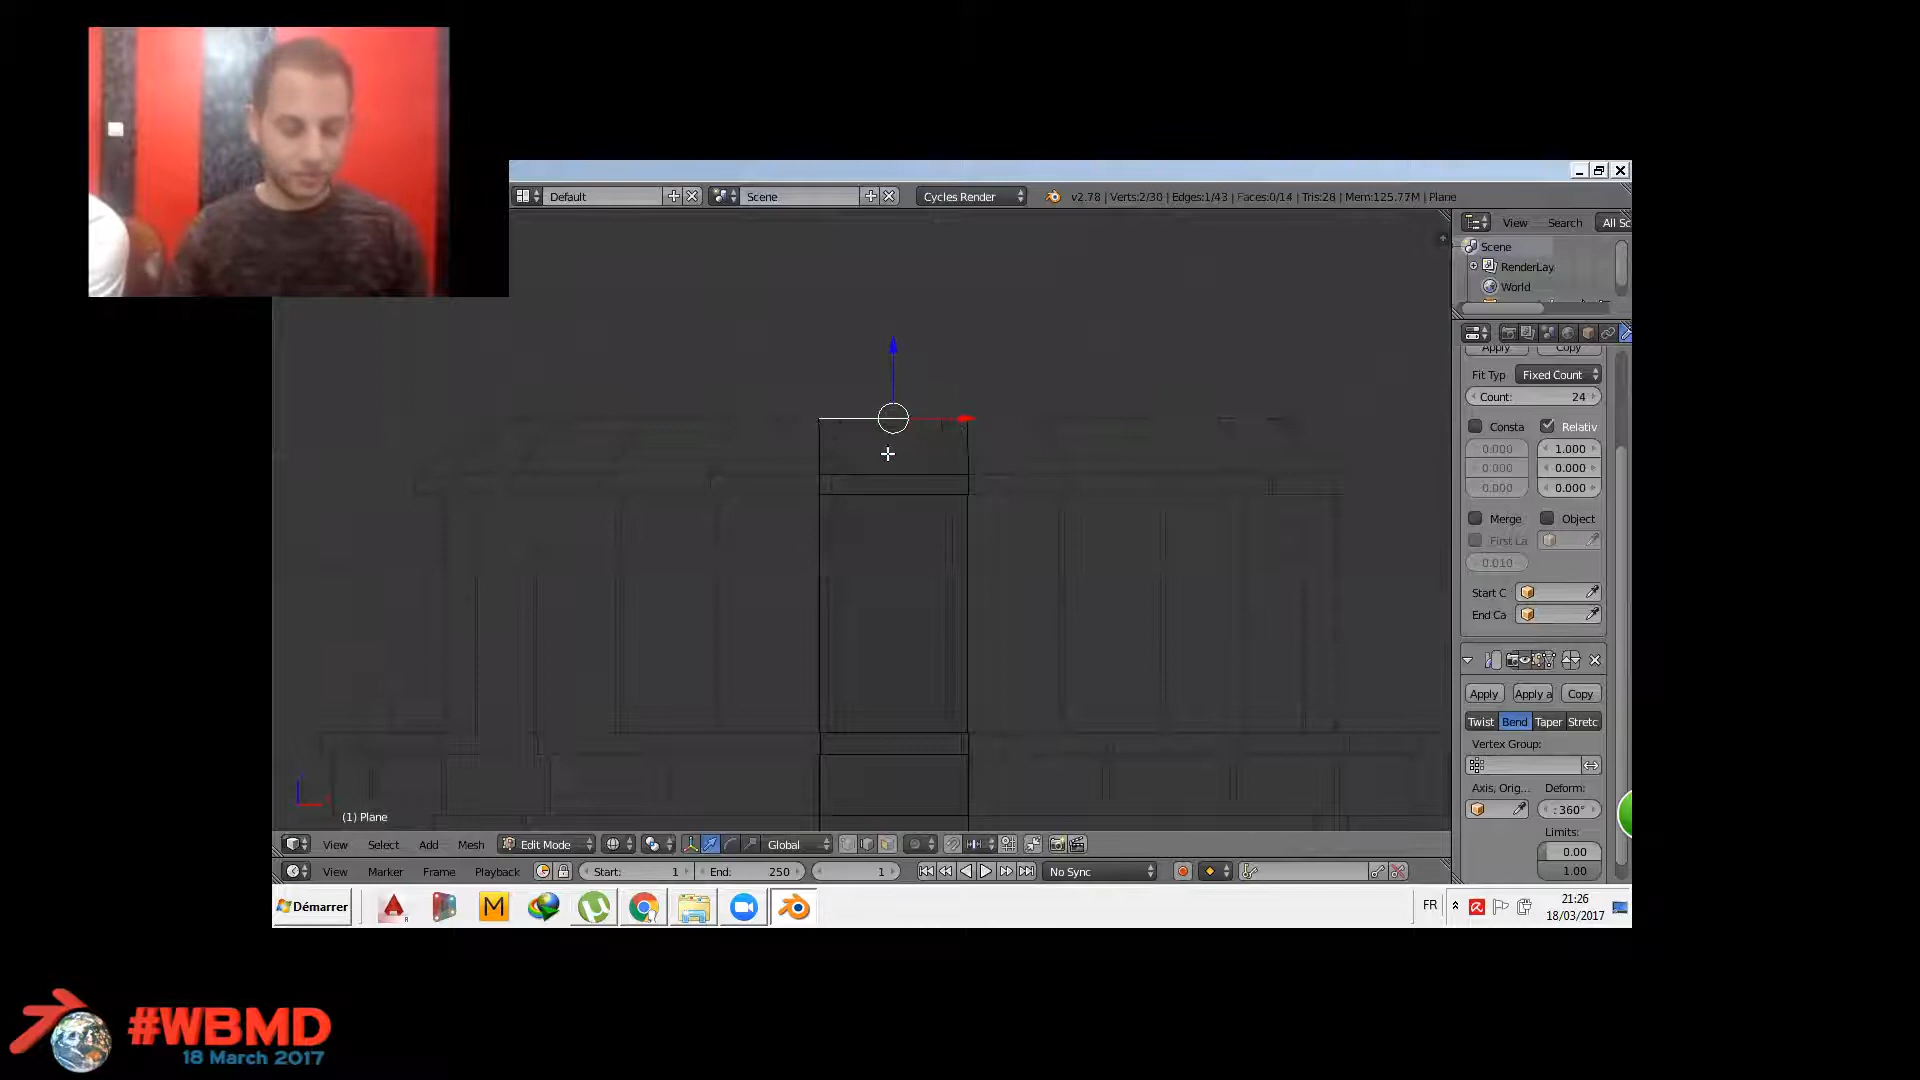 Default
Scene
Cycles Render
v2.78 | Verts:2/30 | Edges:1/43 | Faces:0/14 | Tris:28 | Mem:125.77M | Plane
View Search All Sc
Scene
RenderLay
World
Apply Copy
Fit Typ Fixed Count
Count: 24
Consta Relativ
0.000 1.000
0.000 0.000
0.000 0.000
Merge Object
First La
0.010
Start C
End Ca
Apply Apply a Copy
Twist Bend Taper Stretc
Vertex Group:
Axis, Orig... Deform:
: 360°
Limits:
0.00
1.00
(1) Plane
View Select Add Mesh Edit Mode Global
View Marker Frame Playback Start: 1 End: 250 1 No Sync
Démarrer
FR
21:26
18/03/2017
#WBMD
18 March 2017